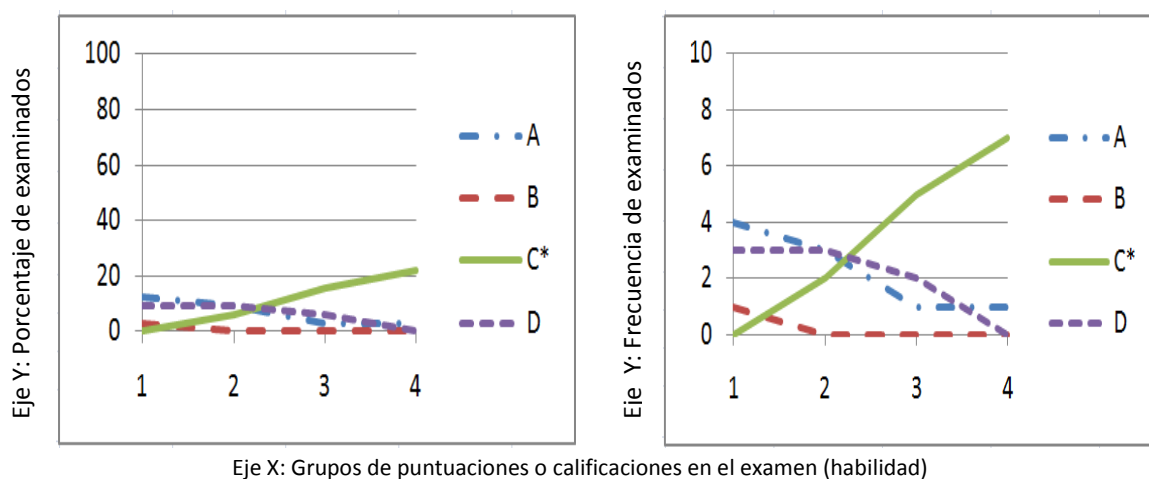 Eje Y: Porcentaje de examinados
100
80
60
40
20
0
1 2 3 4
A
B
C*
D
Eie Y: Frecuencia de examinados
10
8
6
4
2
0
1 2 3 4
A
B
C*
D
Eje X: Grupos de puntuaciones o calificaciones en el examen (habilidad)